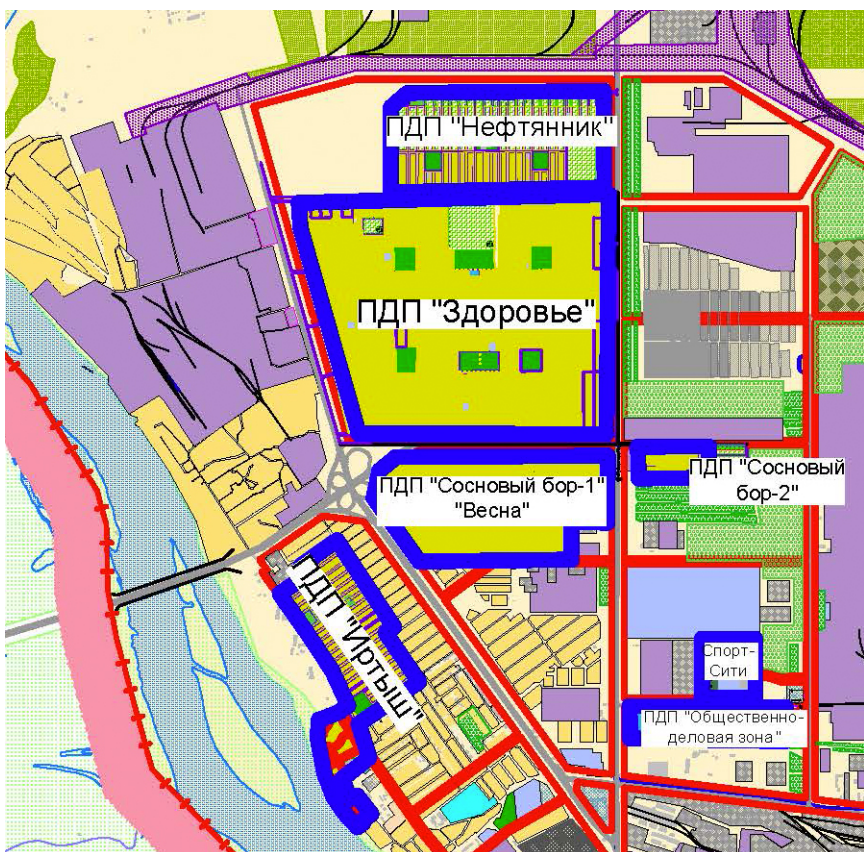 ПДП "Нефтянник"
ПДП "Здоровье"
ПДП "Сосновый бор-1"
"Весна"
ПДП "Сосновый
бор-2"
ПДП "Иртыш"
Спорт-
Сити
ПДП "Общественно-
деловая зона"